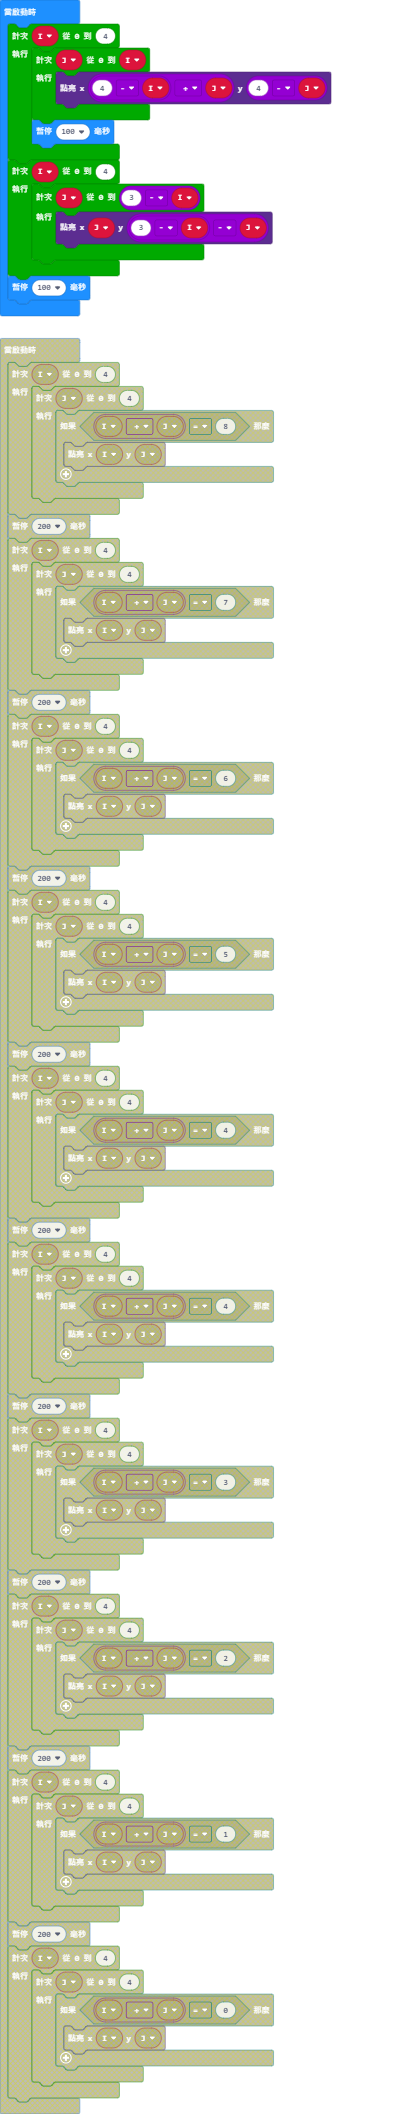 當啟動時
計次 I 從 0 到 4
執行 計次 J 從 0 到 I
執行 點亮 x 4 - I + J y 4 - J
暫停 100 毫秒
計次 I 從 0 到 4
執行 計次 J 從 0 到 3 - I
執行 點亮 x J y 3 - I - J
暫停 100 毫秒
當啟動時
計次 I 從 0 到 4
執行 計次 J 從 0 到 4
執行 如果 I + J = 8 那麼
點亮 x I y J
暫停 200 毫秒
計次 I 從 0 到 4
執行 計次 J 從 0 到 4
執行 如果 I + J = 7 那麼
點亮 x I y J
暫停 200 毫秒
計次 I 從 0 到 4
執行 計次 J 從 0 到 4
執行 如果 I + J = 6 那麼
點亮 x I y J
暫停 200 毫秒
計次 I 從 0 到 4
執行 計次 J 從 0 到 4
執行 如果 I + J = 5 那麼
點亮 x I y J
暫停 200 毫秒
計次 I 從 0 到 4
執行 計次 J 從 0 到 4
執行 如果 I + J = 4 那麼
點亮 x I y J
暫停 200 毫秒
計次 I 從 0 到 4
執行 計次 J 從 0 到 4
執行 如果 I + J = 4 那麼
點亮 x I y J
暫停 200 毫秒
計次 I 從 0 到 4
執行 計次 J 從 0 到 4
執行 如果 I + J = 3 那麼
點亮 x I y J
暫停 200 毫秒
計次 I 從 0 到 4
執行 計次 J 從 0 到 4
執行 如果 I + J = 2 那麼
點亮 x I y J
暫停 200 毫秒
計次 I 從 0 到 4
執行 計次 J 從 0 到 4
執行 如果 I + J = 1 那麼
點亮 x I y J
暫停 200 毫秒
計次 I 從 0 到 4
執行 計次 J 從 0 到 4
執行 如果 I + J = 0 那麼
點亮 x I y J